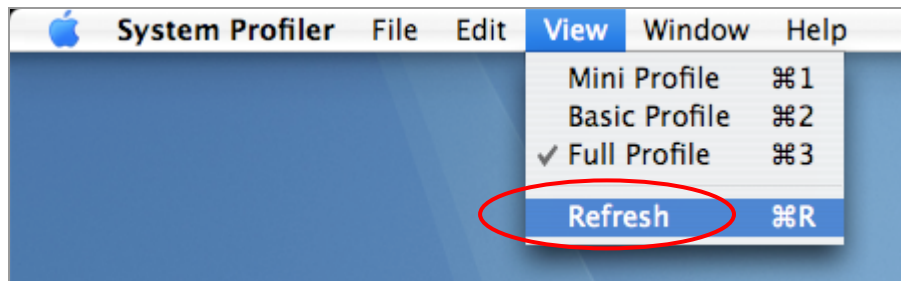 System Profiler File Edit View Window Help
Mini Profile ⌘1
Basic Profile ⌘2
✓ Full Profile ⌘3
Refresh ⌘R